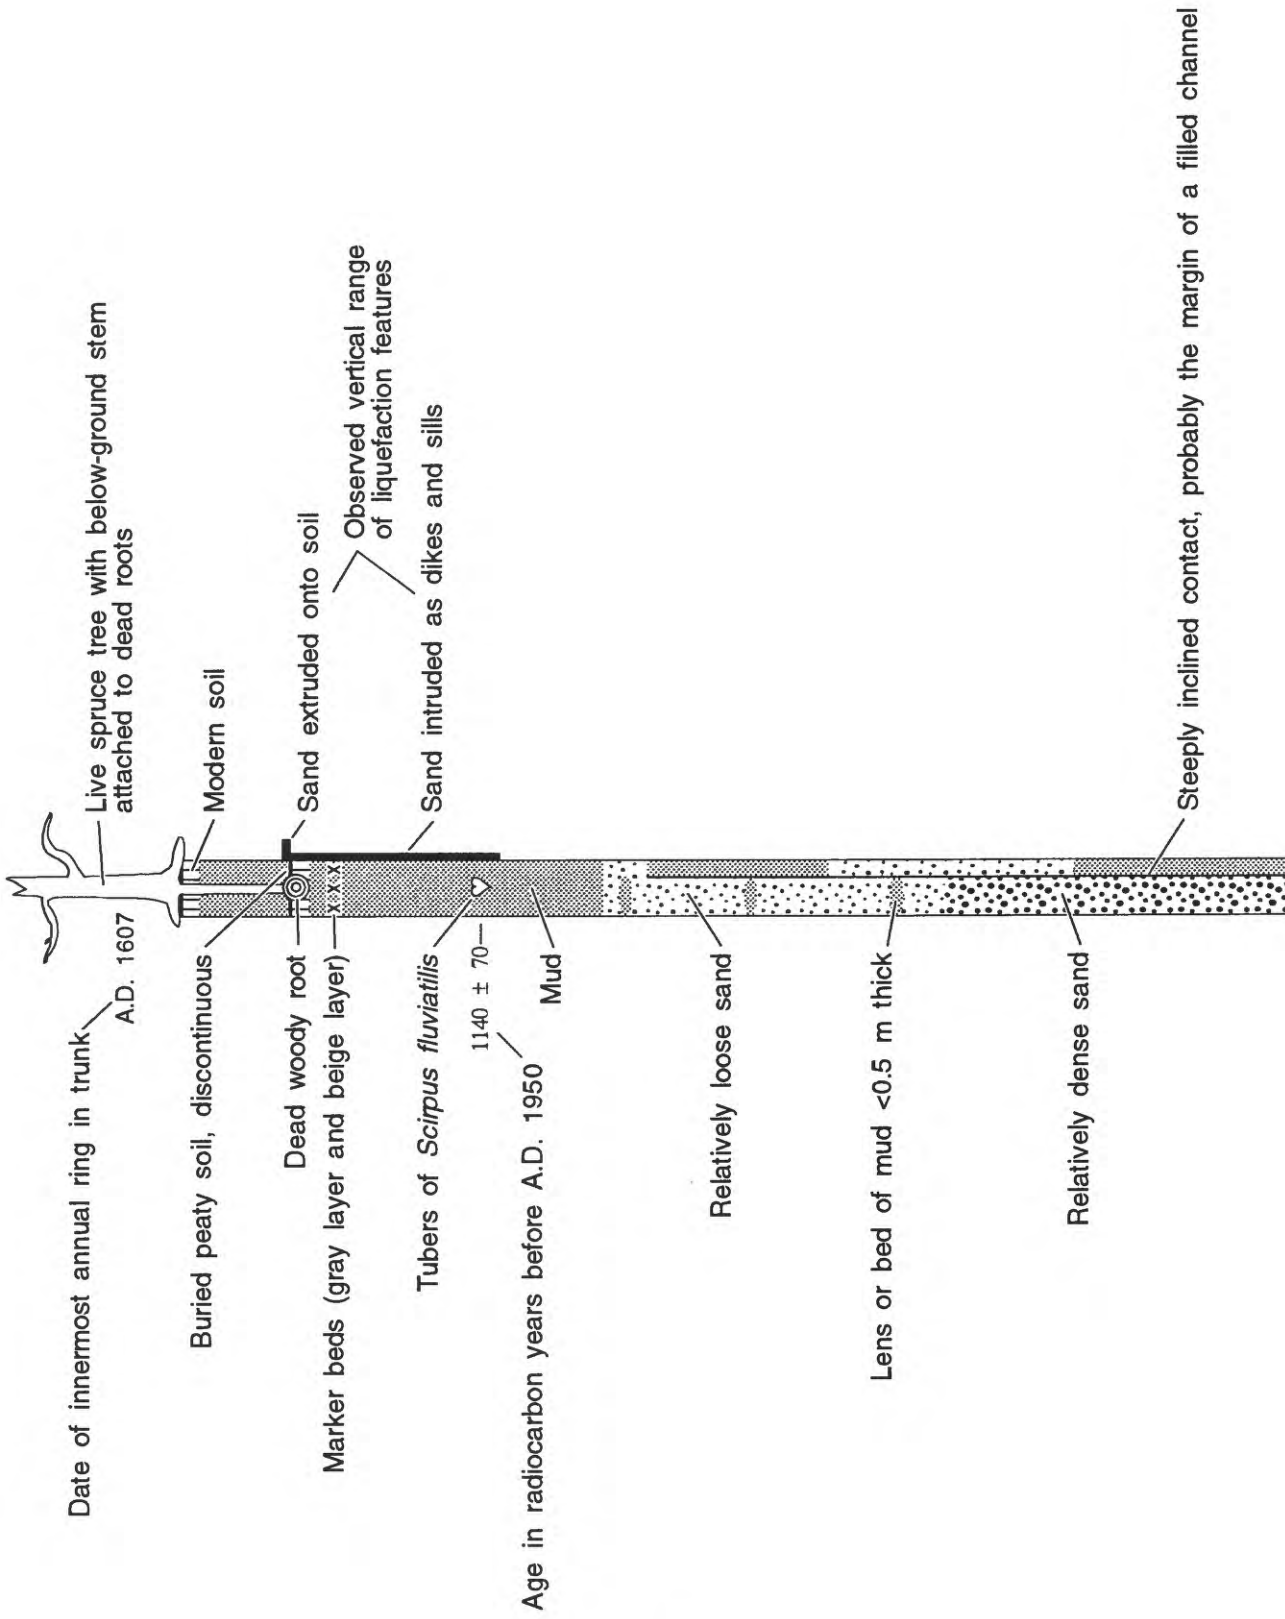 Date of innermost annual ring in trunk
A.D. 1607
Live spruce tree with below-ground stem
attached to dead roots
Modern soil
Buried peaty soil, discontinuous
Sand extruded onto soil
Observed vertical range
of liquefaction features
Dead woody root
Marker beds (gray layer and beige layer)
x x x x
Sand intruded as dikes and sills
Tubers of Scirpus fluviatilis
1140 ± 70
Age in radiocarbon years before A.D. 1950
Mud
Relatively loose sand
Lens or bed of mud <0.5 m thick
Relatively dense sand
Steeply inclined contact, probably the margin of a filled channel